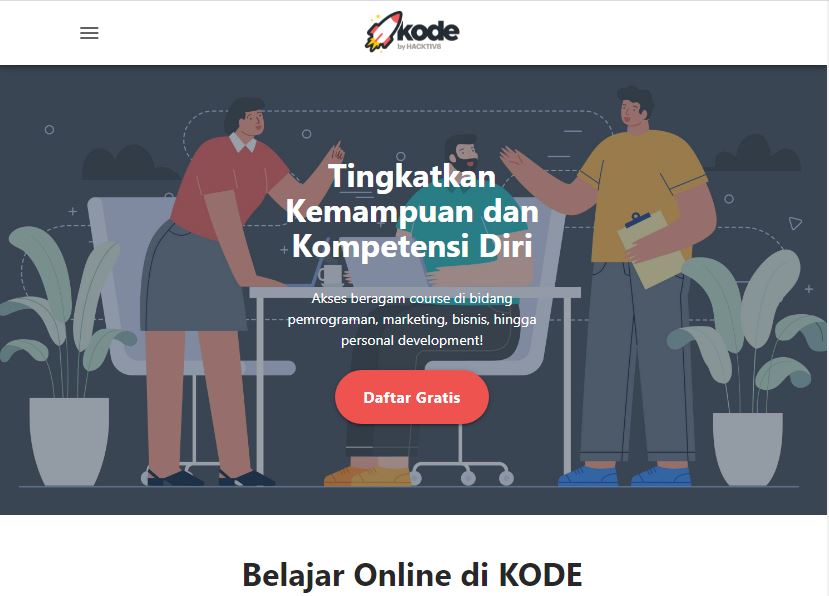 kode
by HACKTIV8
Tingkatkan
Kemampuan dan
Kompetensi Diri
Akses beragam course di bidang
pemrograman, marketing, bisnis, hingga
personal development!
Daftar Gratis
Belajar Online di KODE